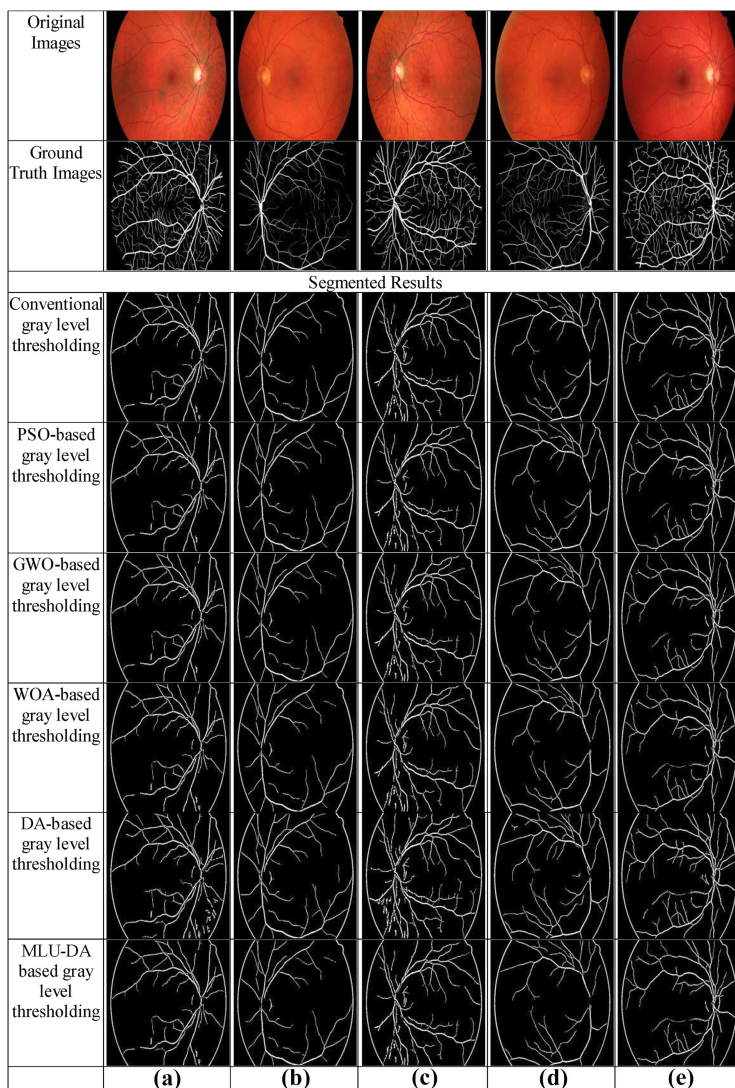 Original
Images
Ground
Truth Images
Segmented Results
Conventional
gray level
thresholding
PSO-based
gray level
thresholding
GWO-based
gray level
thresholding
WOA-based
gray level
thresholding
DA-based
gray level
thresholding
MLU-DA
based gray
level
thresholding
(a) (b) (c) (d) (e)